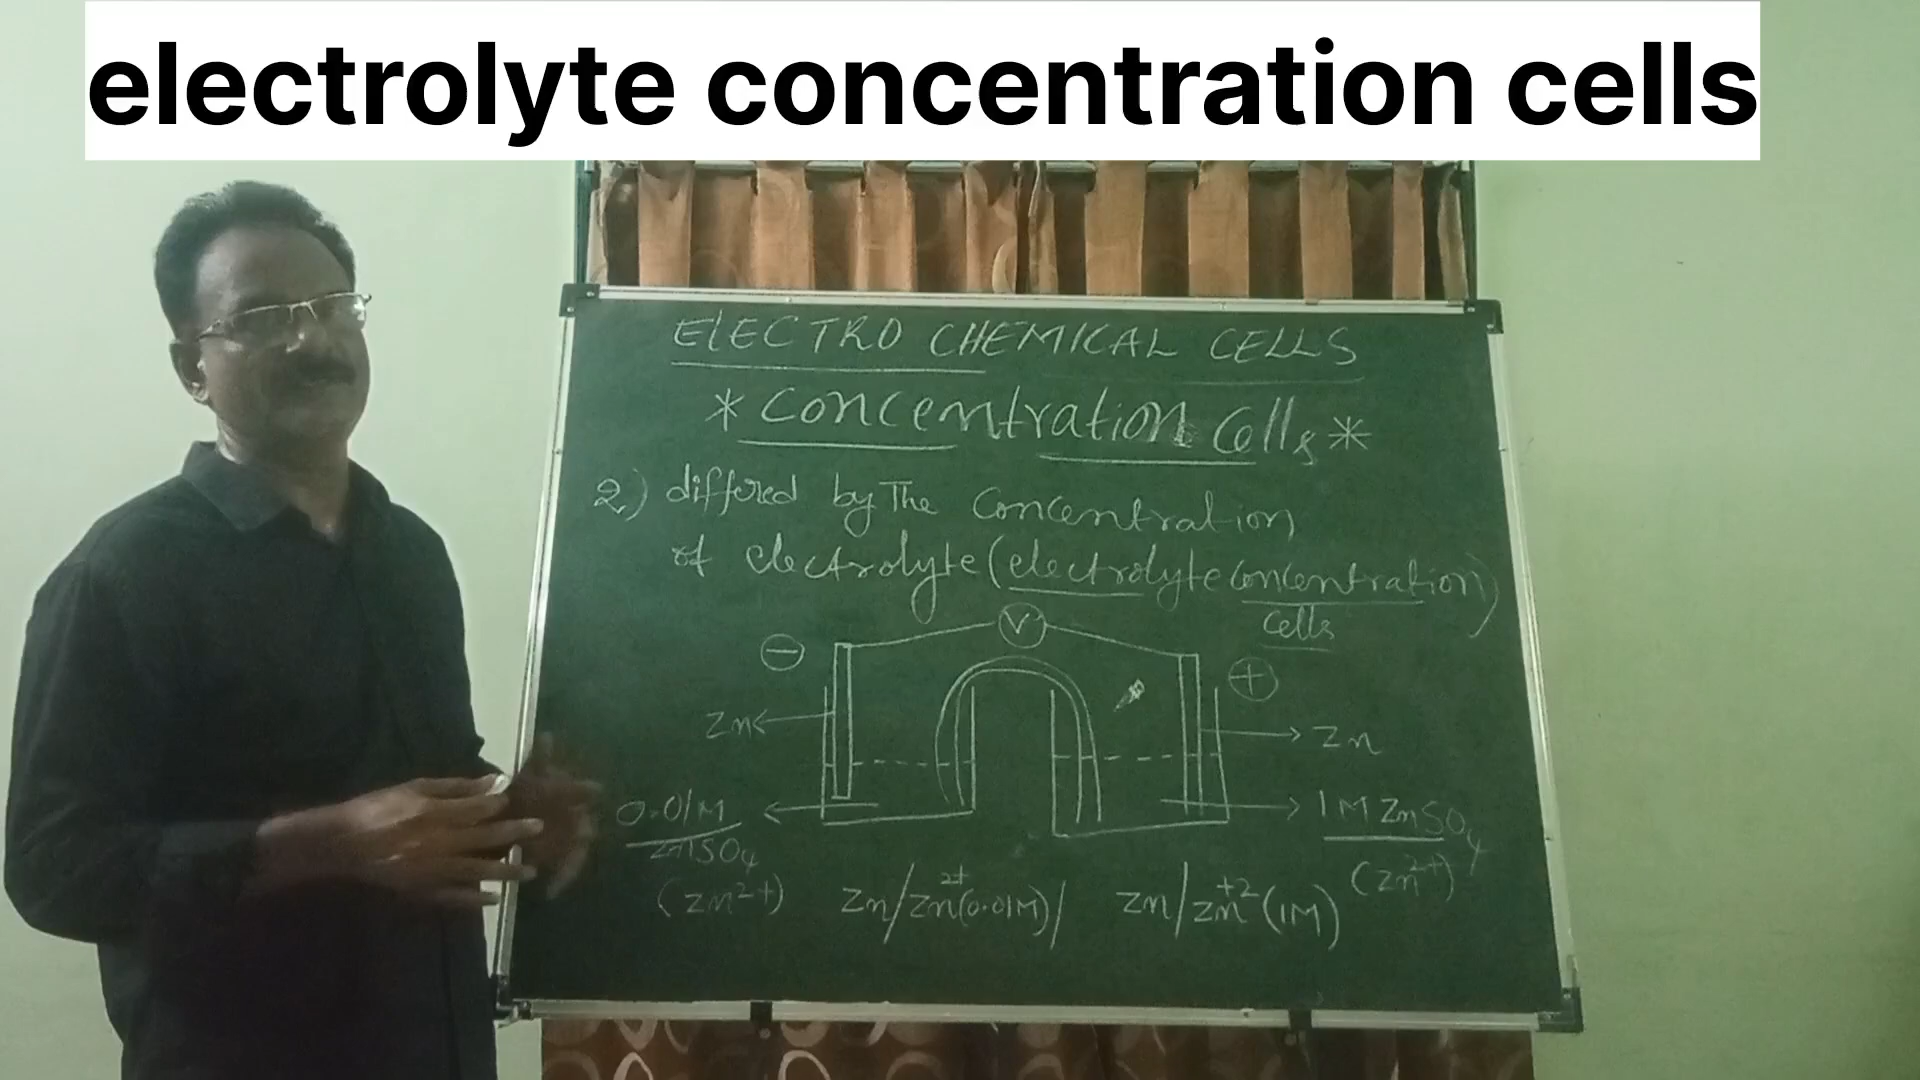 electrolyte concentration cells
ELECTRO CHEMICAL CELLS
* Concentration Cells *
2) differed by The Concentration
of electrolyte (electrolyte concentration)
cells
V
⊖ ⊕
Zn← →Zn
0.01M ← → 1M ZnSO4
ZnSO4
(Zn2+) (Zn2+)
Zn/Zn2+(0.01M)/ Zn/Zn+2(1M)